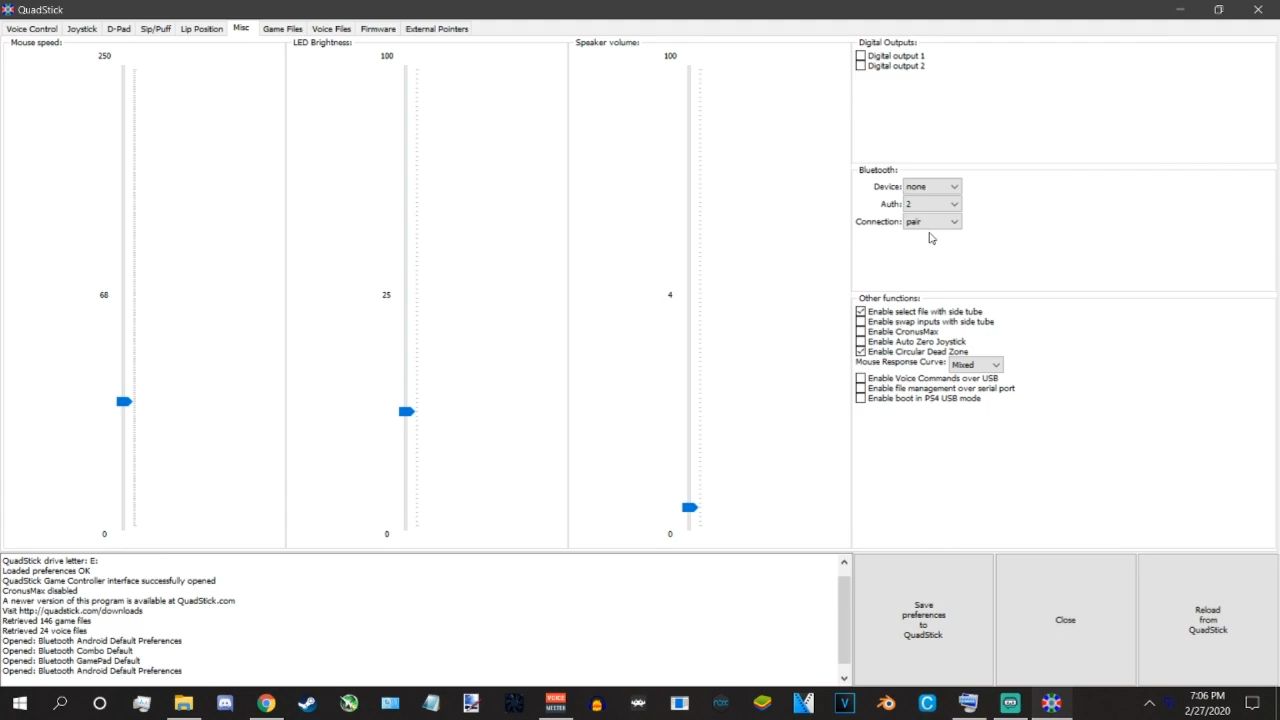 QuadStick
Voice Control Joystick D-Pad Sip/Puff Lip Position Misc Game Files Voice Files Firmware External Pointers
Mouse speed:
250
68
0
LED Brightness:
100
25
0
Speaker volume:
100
4
0
Digital Outputs:
Digital output 1
Digital output 2
Bluetooth:
Device: none
Auth: 2
Connection: pair
Other functions:
Enable select file with side tube
Enable swap inputs with side tube
Enable CronusMax
Enable Auto Zero Joystick
Enable Circular Dead Zone
Mouse Response Curve: Mixed
Enable Voice Commands over USB
Enable file management over serial port
Enable boot in PS4 USB mode
QuadStick drive letter: E:
Loaded preferences OK
QuadStick Game Controller interface successfully opened
CronusMax disabled
A newer version of this program is available at QuadStick.com
Visit http://quadstick.com/downloads
Retrieved 146 game files
Retrieved 24 voice files
Opened: Bluetooth Android Default Preferences
Opened: Bluetooth Combo Default
Opened: Bluetooth GamePad Default
Opened: Bluetooth Android Default Preferences
Save
preferences
to
QuadStick
Close
Reload
from
QuadStick
VOICE
MEETER
7:06 PM
2/27/2020